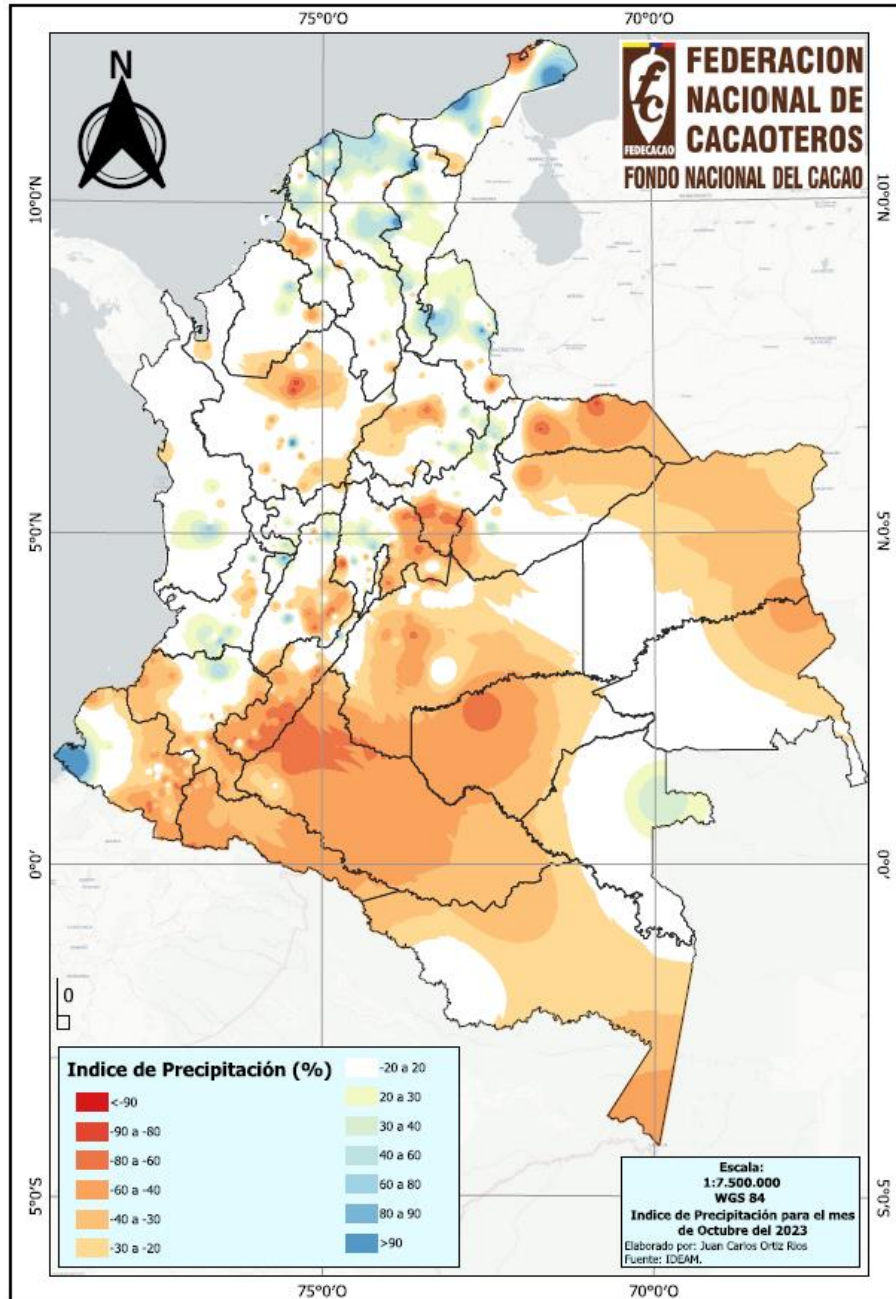 75°0'O
70°0'O
N
FEDERACION
NACIONAL DE
CACAOTEROS
fc
FEDECACAO
FONDO NACIONAL DEL CACAO
10°0'N
10°0'N
5°0'N
5°0'N
0°0'
0°0'
0
Indice de Precipitación (%)
<-90
-90 a -80
-80 a -60
-60 a -40
-40 a -30
-30 a -20
-20 a 20
20 a 30
30 a 40
40 a 60
60 a 80
80 a 90
>90
Escala:
1:7.500.000
WGS 84
Indice de Precipitación para el mes
de Octubre del 2023
Elaborado por: Juan Carlos Ortiz Rios
Fuente: IDEAM.
5°0'S
5°0'S
75°0'O
70°0'O